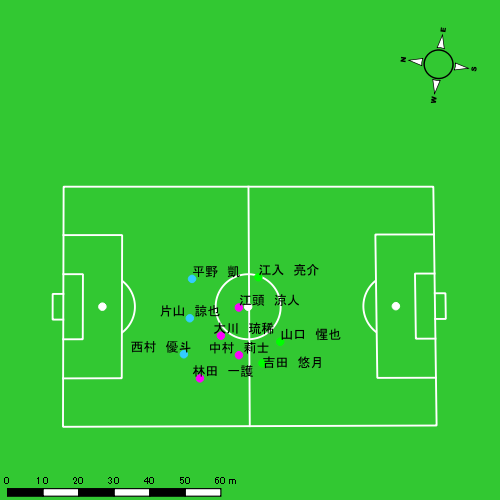 E
N
S
W
平野 凱
江入 亮介
江頭 涼人
片山 諒也
大川 琉稀
山口 惺也
西村 優斗
中村 莉士
吉田 悠月
林田 一護
0 10 20 30 40 50 60 m